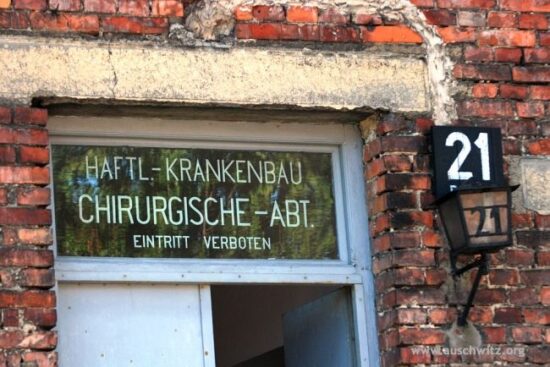 HAFTL.-KRANKENBAU
CHIRURGISCHE-ABT.
EINTRITT VERBOTEN
21
21
www.auschwitz.org